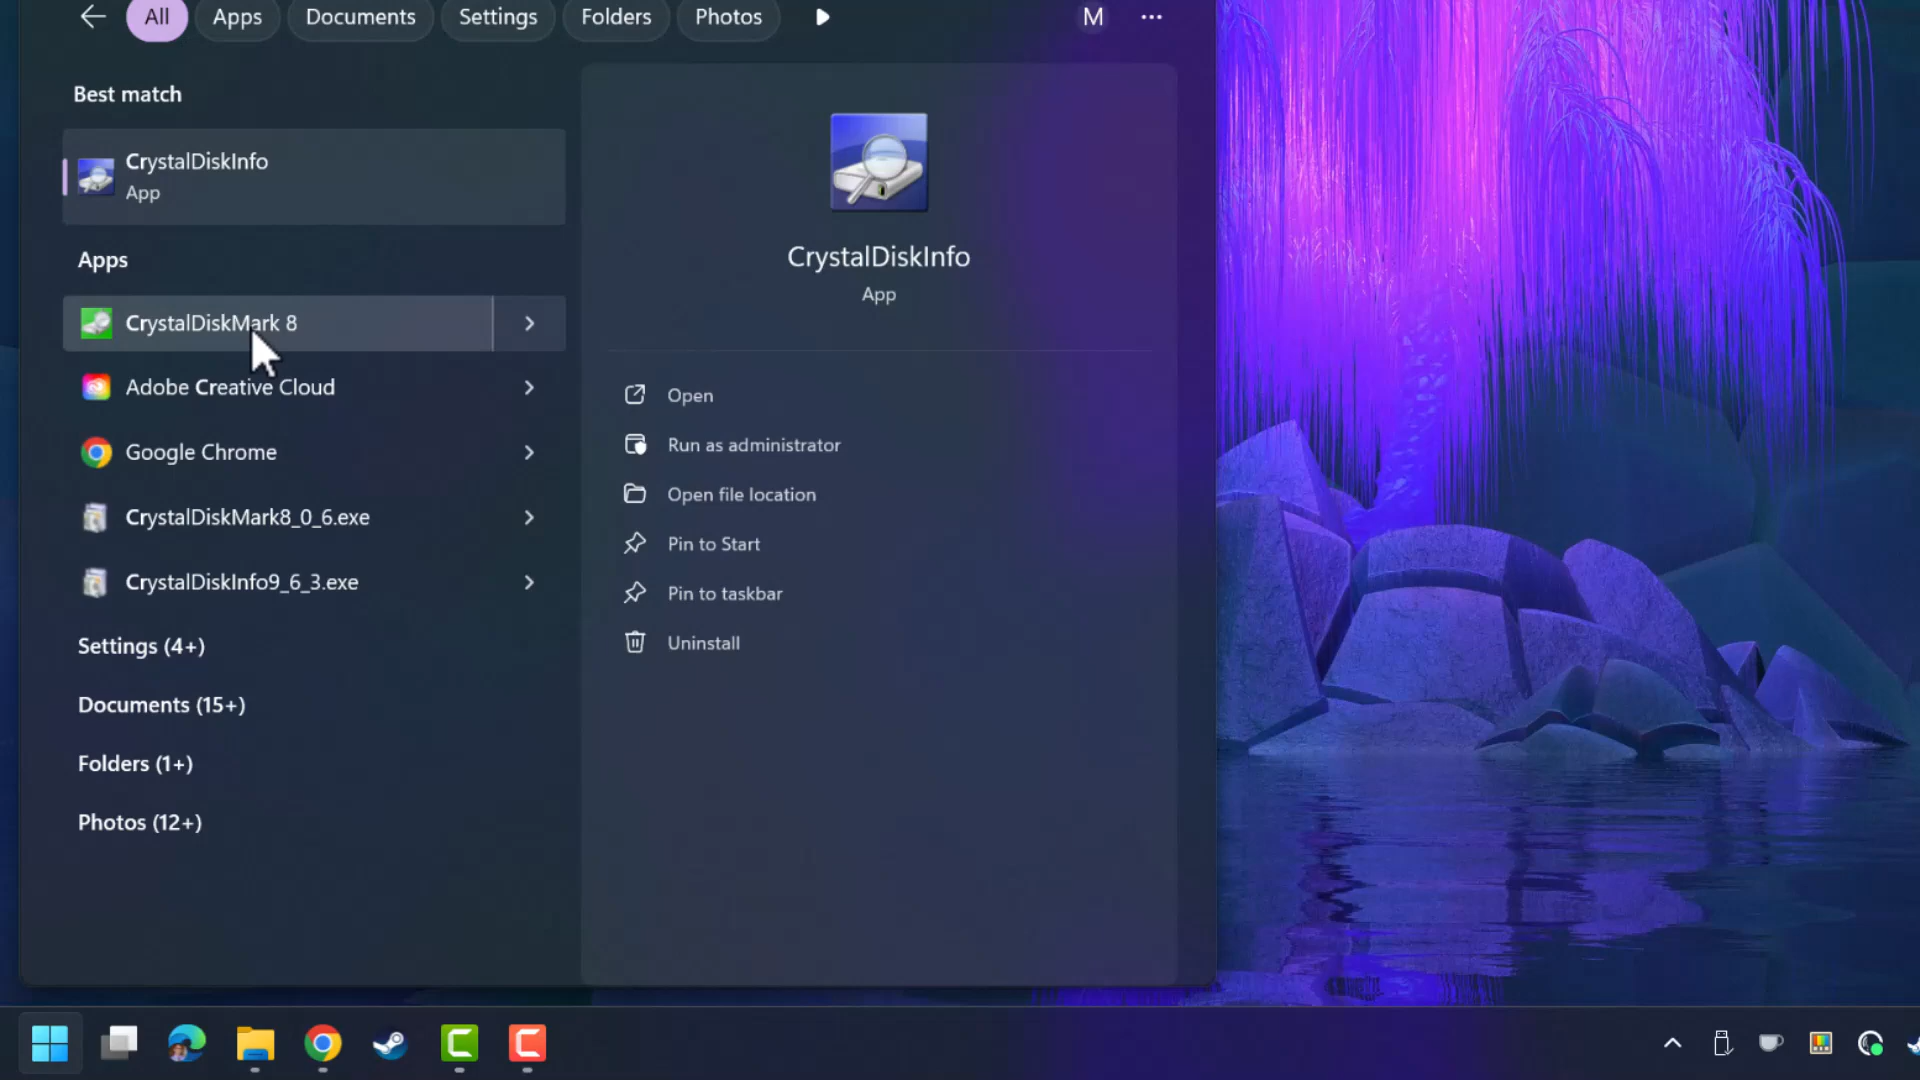 All
Apps
Documents
Settings
Folders
Photos
M
Best match
CrystalDiskInfo
App
Apps
CrystalDiskMark 8
Adobe Creative Cloud
Google Chrome
CrystalDiskMark8_0_6.exe
CrystalDiskInfo9_6_3.exe
Settings (4+)
Documents (15+)
Folders (1+)
Photos (12+)
CrystalDiskInfo
App
Open
Run as administrator
Open file location
Pin to Start
Pin to taskbar
Uninstall